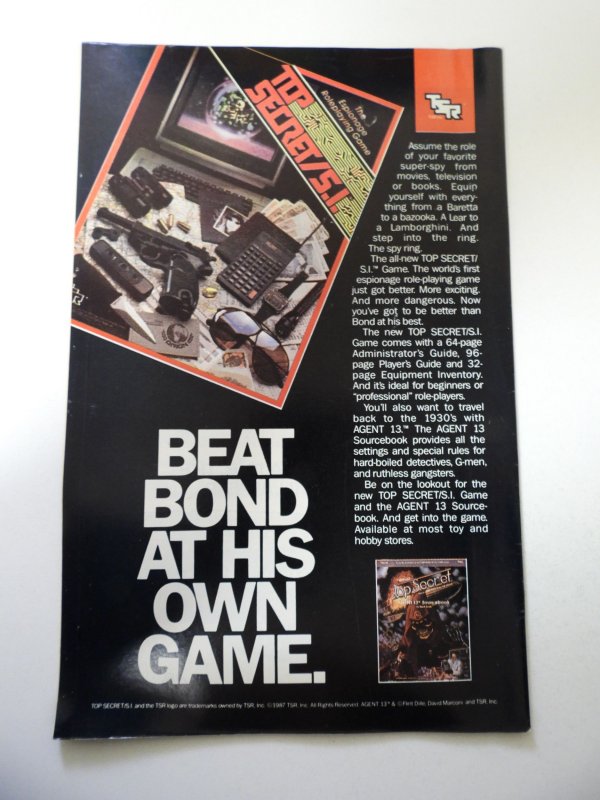 TOP
SECRET/S.I.
The
Espionage
Roleplaying Game
TSR
Assume the role
of your favorite
super-spy from
movies, television
or books. Equip
yourself with every-
thing from a Baretta
to a bazooka. A Lear to
a Lamborghini. And
step into the ring.
The spy ring.
The all-new TOP SECRET/
S.I.™ Game. The world's first
espionage role-playing game
just got better. More exciting.
And more dangerous. Now
you've got to be better than
Bond at his best.
The new TOP SECRET/S.I.
Game comes with a 64-page
Administrator's Guide, 96-
page Player's Guide and 32-
page Equipment Inventory.
And it's ideal for beginners or
"professional" role-players.
You'll also want to travel
back to the 1930's with
AGENT 13.™ The AGENT 13
Sourcebook provides all the
settings and special rules for
hard-boiled detectives, G-men,
and ruthless gangsters.
Be on the lookout for the
new TOP SECRET/S.I. Game
and the AGENT 13 Source-
book. And get into the game.
Available at most toy and
hobby stores.
BEAT
BOND
AT HIS
OWN
GAME.
Top Secret
TOP SECRET/S.I. and the TSR logo are trademarks owned by TSR, Inc. ©1987 TSR, Inc. All Rights Reserved. AGENT 13™ & © Flint Dille, David Marconi and TSR, Inc.